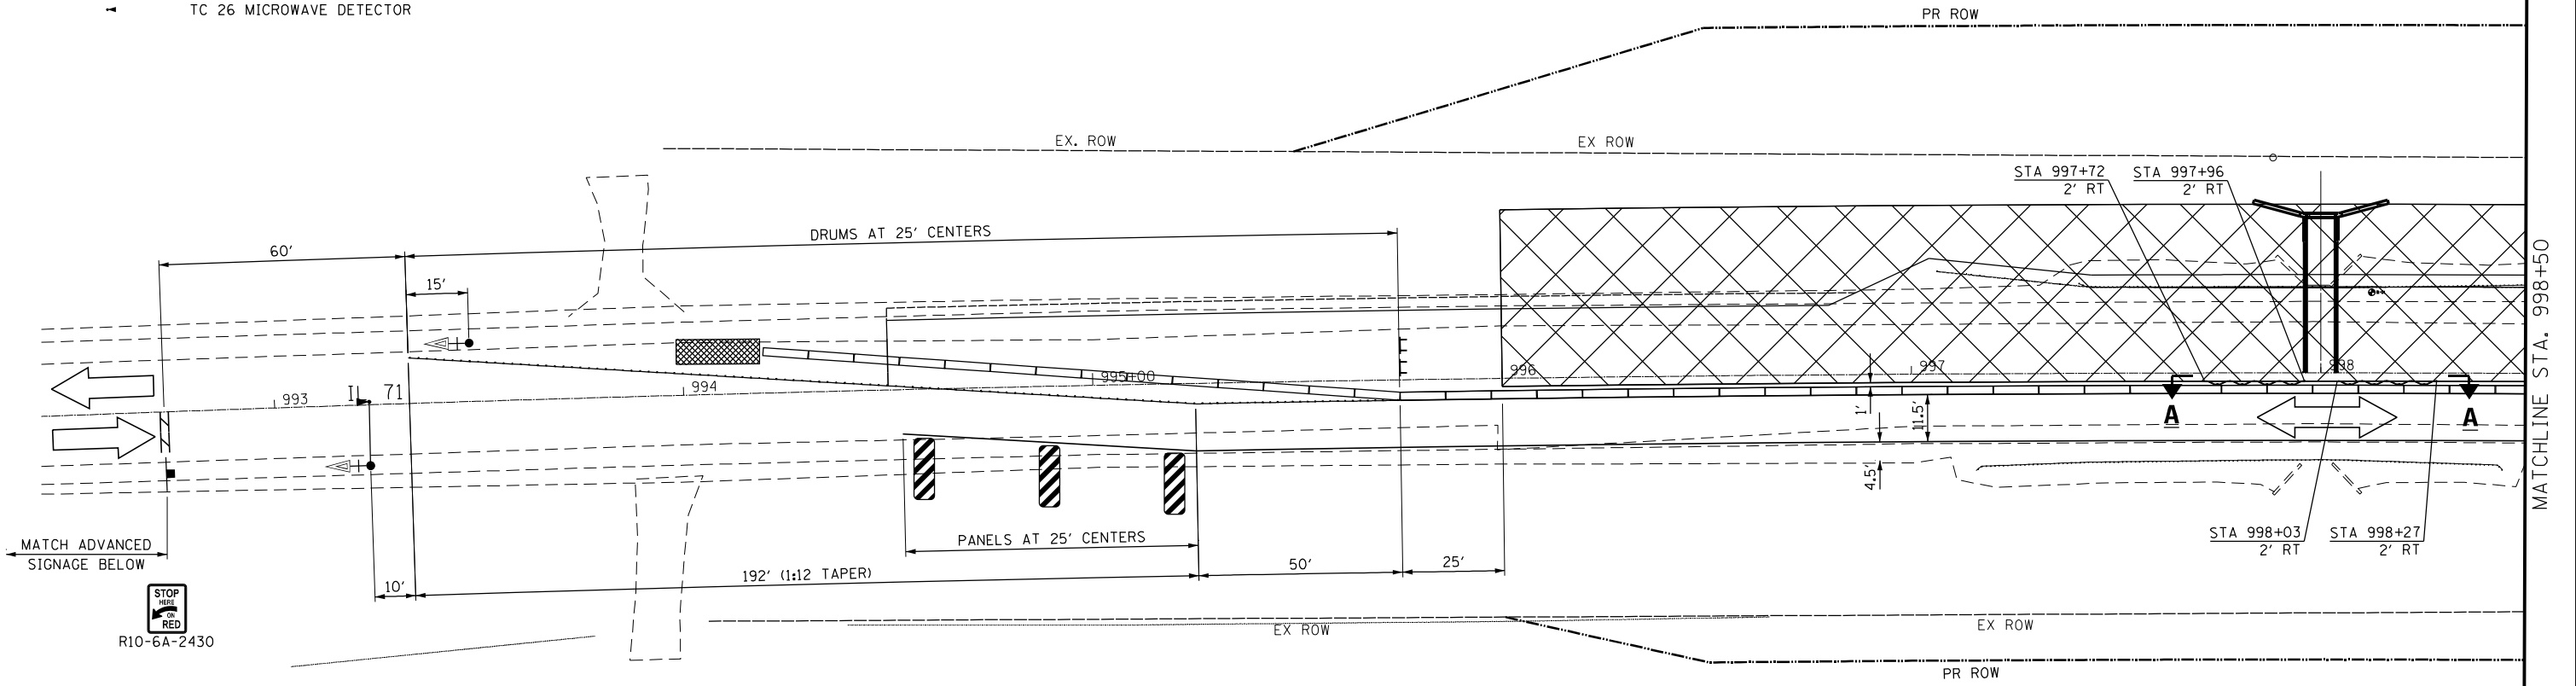 TC 26 MICROWAVE DETECTOR
PR ROW
EX. ROW
EX ROW
STA 997+72
2' RT
STA 997+96
2' RT
DRUMS AT 25' CENTERS
60'
15'
MATCHLINE STA. 998+50
993
IL 71
994
995+00
996
997
998
1'
11.5'
4.5'
A
A
STA 998+03
2' RT
STA 998+27
2' RT
PANELS AT 25' CENTERS
MATCH ADVANCED
SIGNAGE BELOW
192' (1:12 TAPER)
50'
25'
10'
STOP
HERE
ON
RED
R10-6A-2430
EX ROW
EX ROW
PR ROW